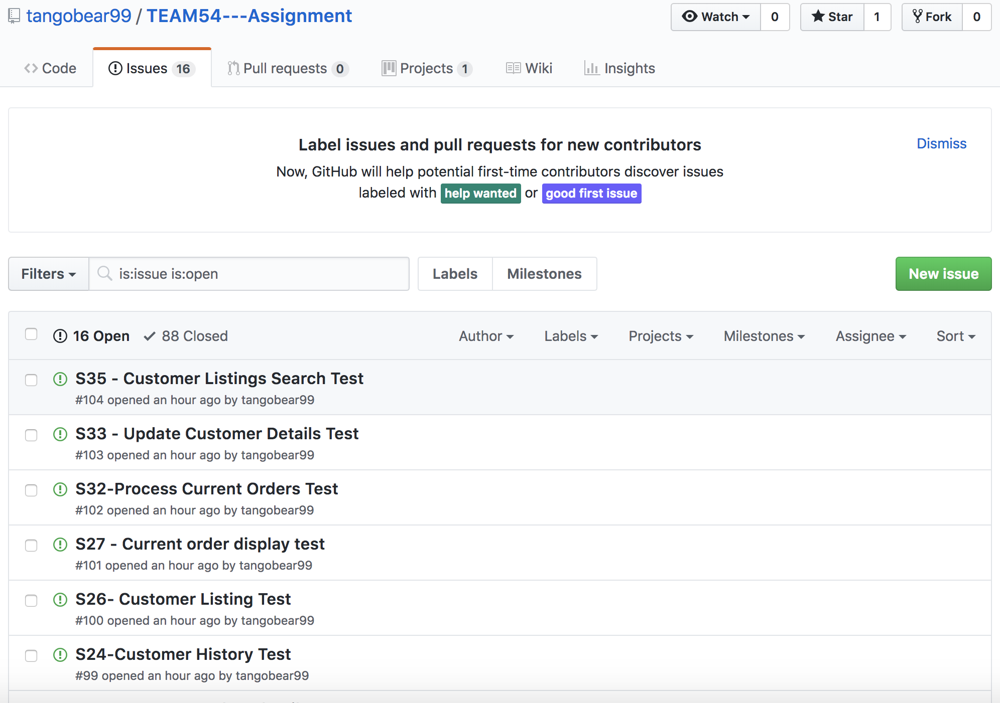 tangobear99 / TEAM54---Assignment
Watch 0 Star 1 Fork 0
Code Issues 16 Pull requests 0 Projects 1 Wiki Insights
Label issues and pull requests for new contributors
Dismiss
Now, GitHub will help potential first-time contributors discover issues
labeled with help wanted or good first issue
Filters is:issue is:open Labels Milestones New issue
16 Open 88 Closed Author Labels Projects Milestones Assignee Sort
S35 - Customer Listings Search Test
#104 opened an hour ago by tangobear99
S33 - Update Customer Details Test
#103 opened an hour ago by tangobear99
S32-Process Current Orders Test
#102 opened an hour ago by tangobear99
S27 - Current order display test
#101 opened an hour ago by tangobear99
S26- Customer Listing Test
#100 opened an hour ago by tangobear99
S24-Customer History Test
#99 opened an hour ago by tangobear99